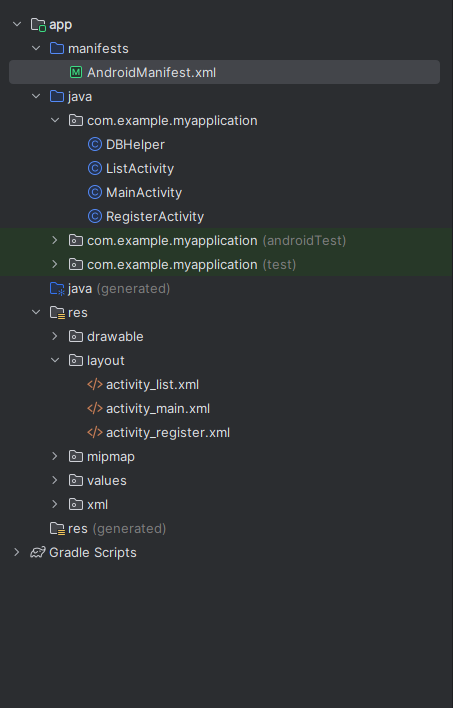 app
manifests
AndroidManifest.xml
java
com.example.myapplication
DBHelper
ListActivity
MainActivity
RegisterActivity
com.example.myapplication (androidTest)
com.example.myapplication (test)
java (generated)
res
drawable
layout
activity_list.xml
activity_main.xml
activity_register.xml
mipmap
values
xml
res (generated)
Gradle Scripts